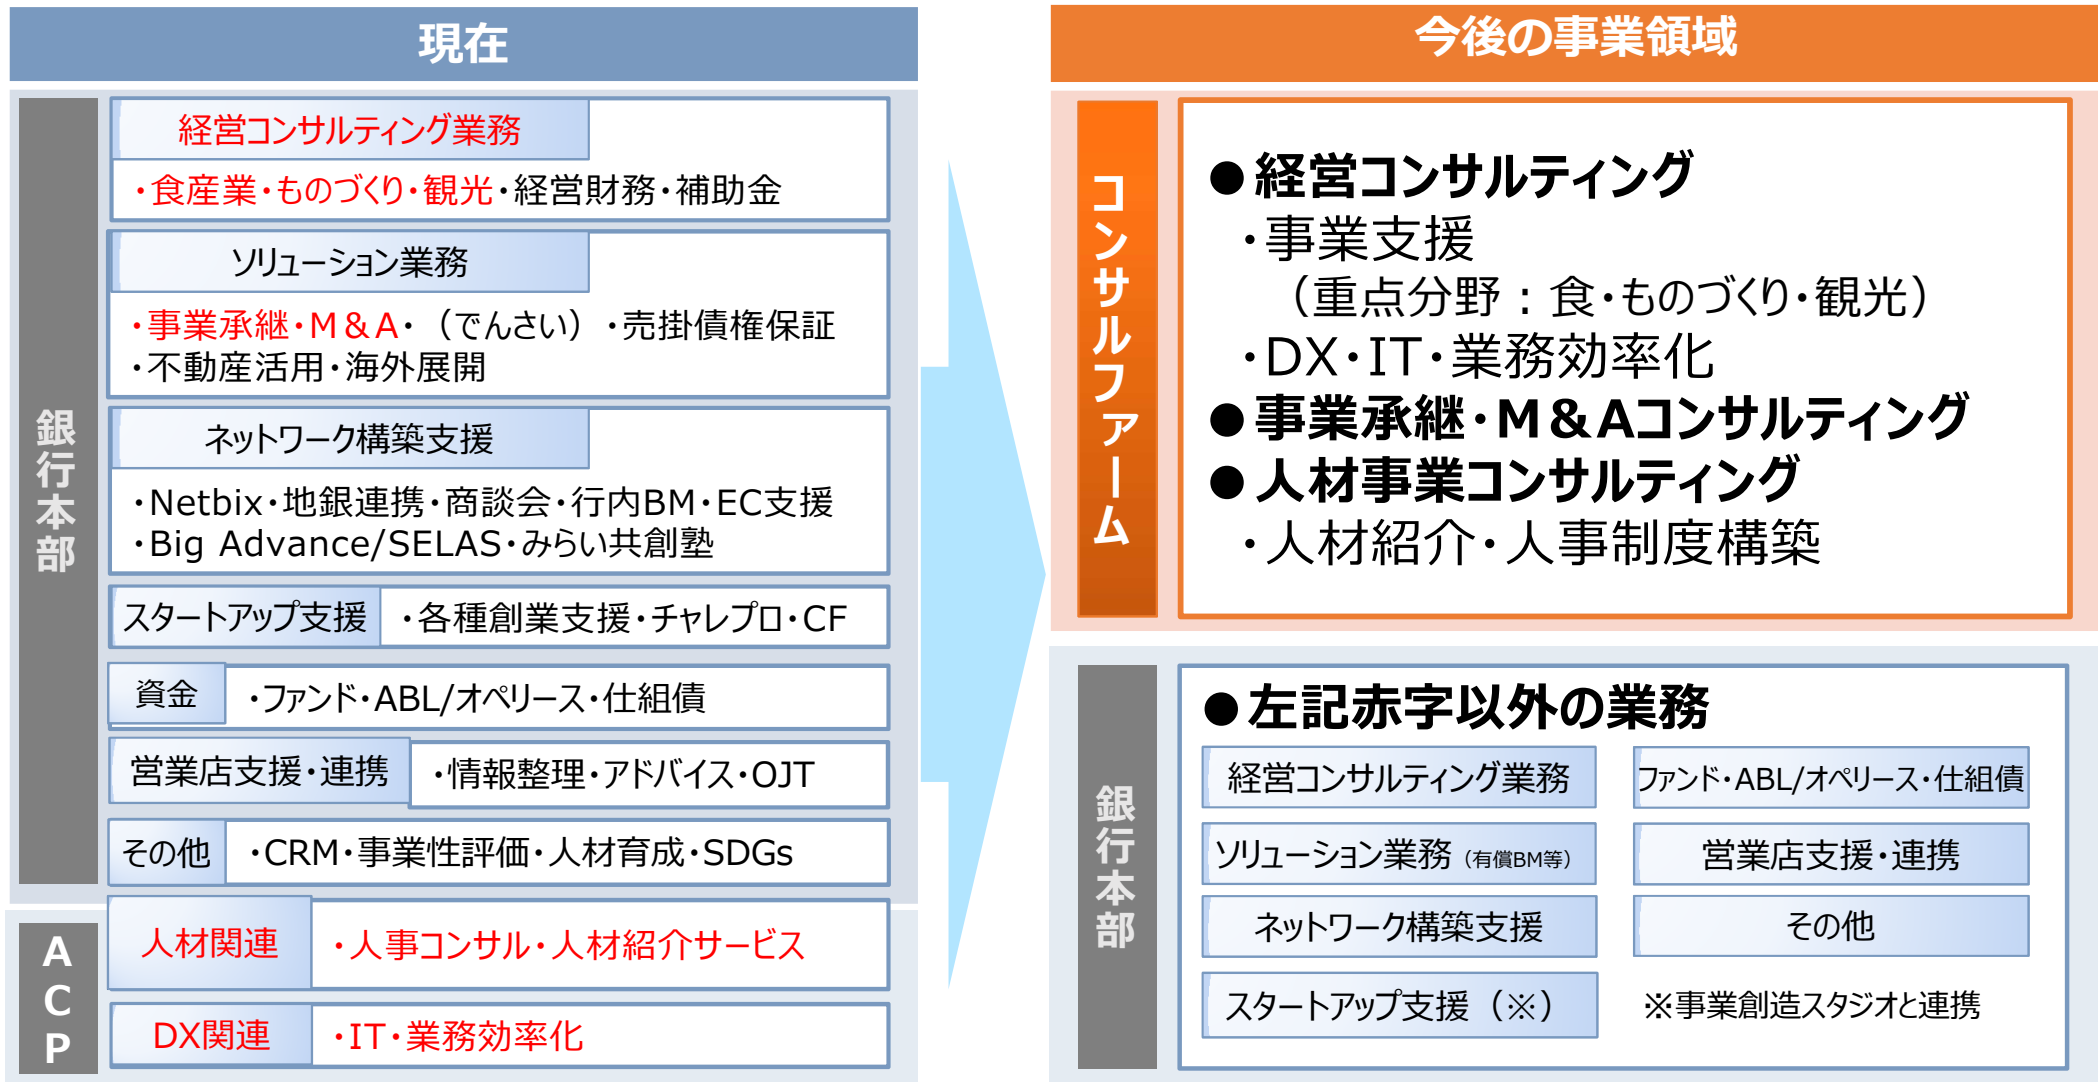 現在
銀行本部
経営コンサルティング業務
・食産業・ものづくり・観光・経営財務・補助金
ソリューション業務
・事業承継・M&A・（でんさい）・売掛債権保証
・不動産活用・海外展開
ネットワーク構築支援
・Netbix・地銀連携・商談会・行内BM・EC支援
・Big Advance/SELAS・みらい共創塾
スタートアップ支援
・各種創業支援・チャレプロ・CF
資金
・ファンド・ABL/オペリース・仕組債
営業店支援・連携
・情報整理・アドバイス・OJT
その他
・CRM・事業性評価・人材育成・SDGs
ACP
人材関連
・人事コンサル・人材紹介サービス
DX関連
・IT・業務効率化
今後の事業領域
コンサルファーム
●経営コンサルティング
・事業支援
（重点分野：食・ものづくり・観光）
・DX・IT・業務効率化
●事業承継・M&Aコンサルティング
●人材事業コンサルティング
・人材紹介・人事制度構築
銀行本部
●左記赤字以外の業務
経営コンサルティング業務
ファンド・ABL/オペリース・仕組債
ソリューション業務（有償BM等）
営業店支援・連携
ネットワーク構築支援
その他
スタートアップ支援（※）
※事業創造スタジオと連携